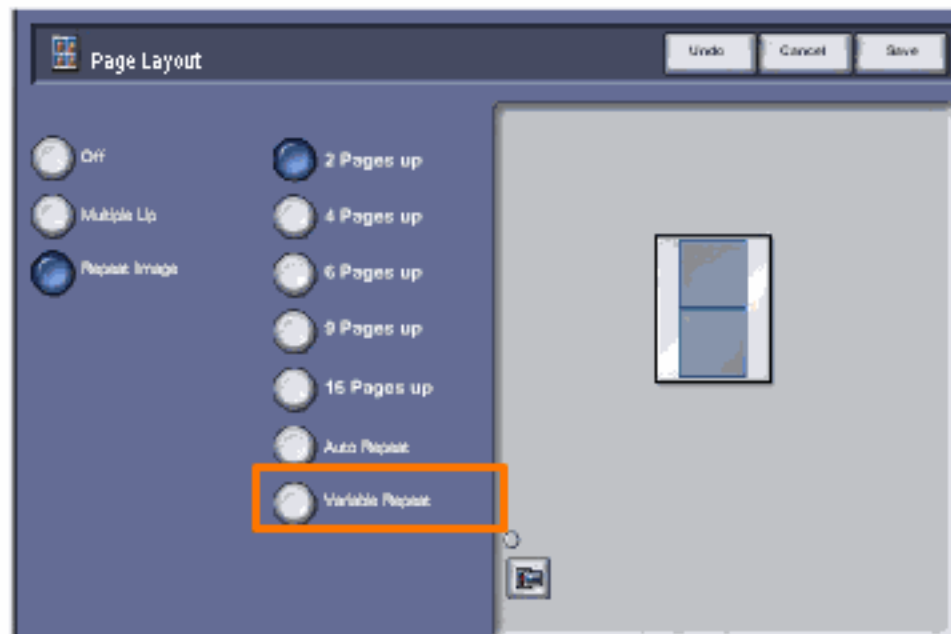 Page Layout
Undo
Cancel
Save
Off
Multiple Up
Repeat Image
2 Pages up
4 Pages up
6 Pages up
9 Pages up
16 Pages up
Auto Repeat
Variable Repeat